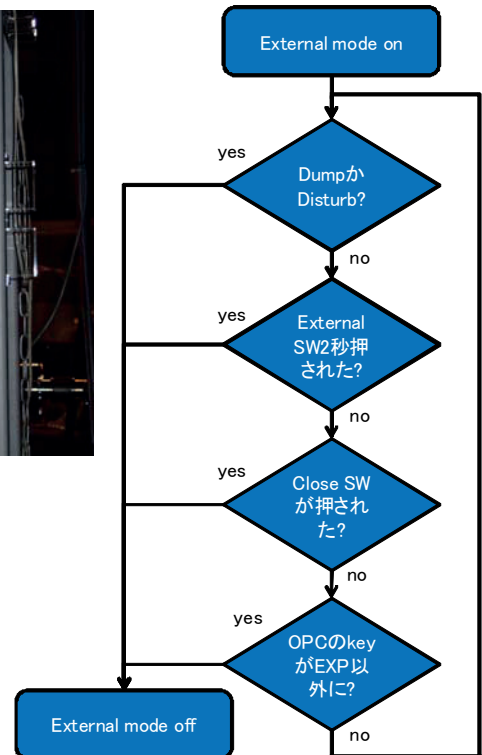 External mode on
yes
Dumpか
Disturb?
no
yes
External
SW2秒押
された?
no
yes
Close SW
が押され
た?
no
yes
OPCのkey
がEXP以
外に?
External mode off
no